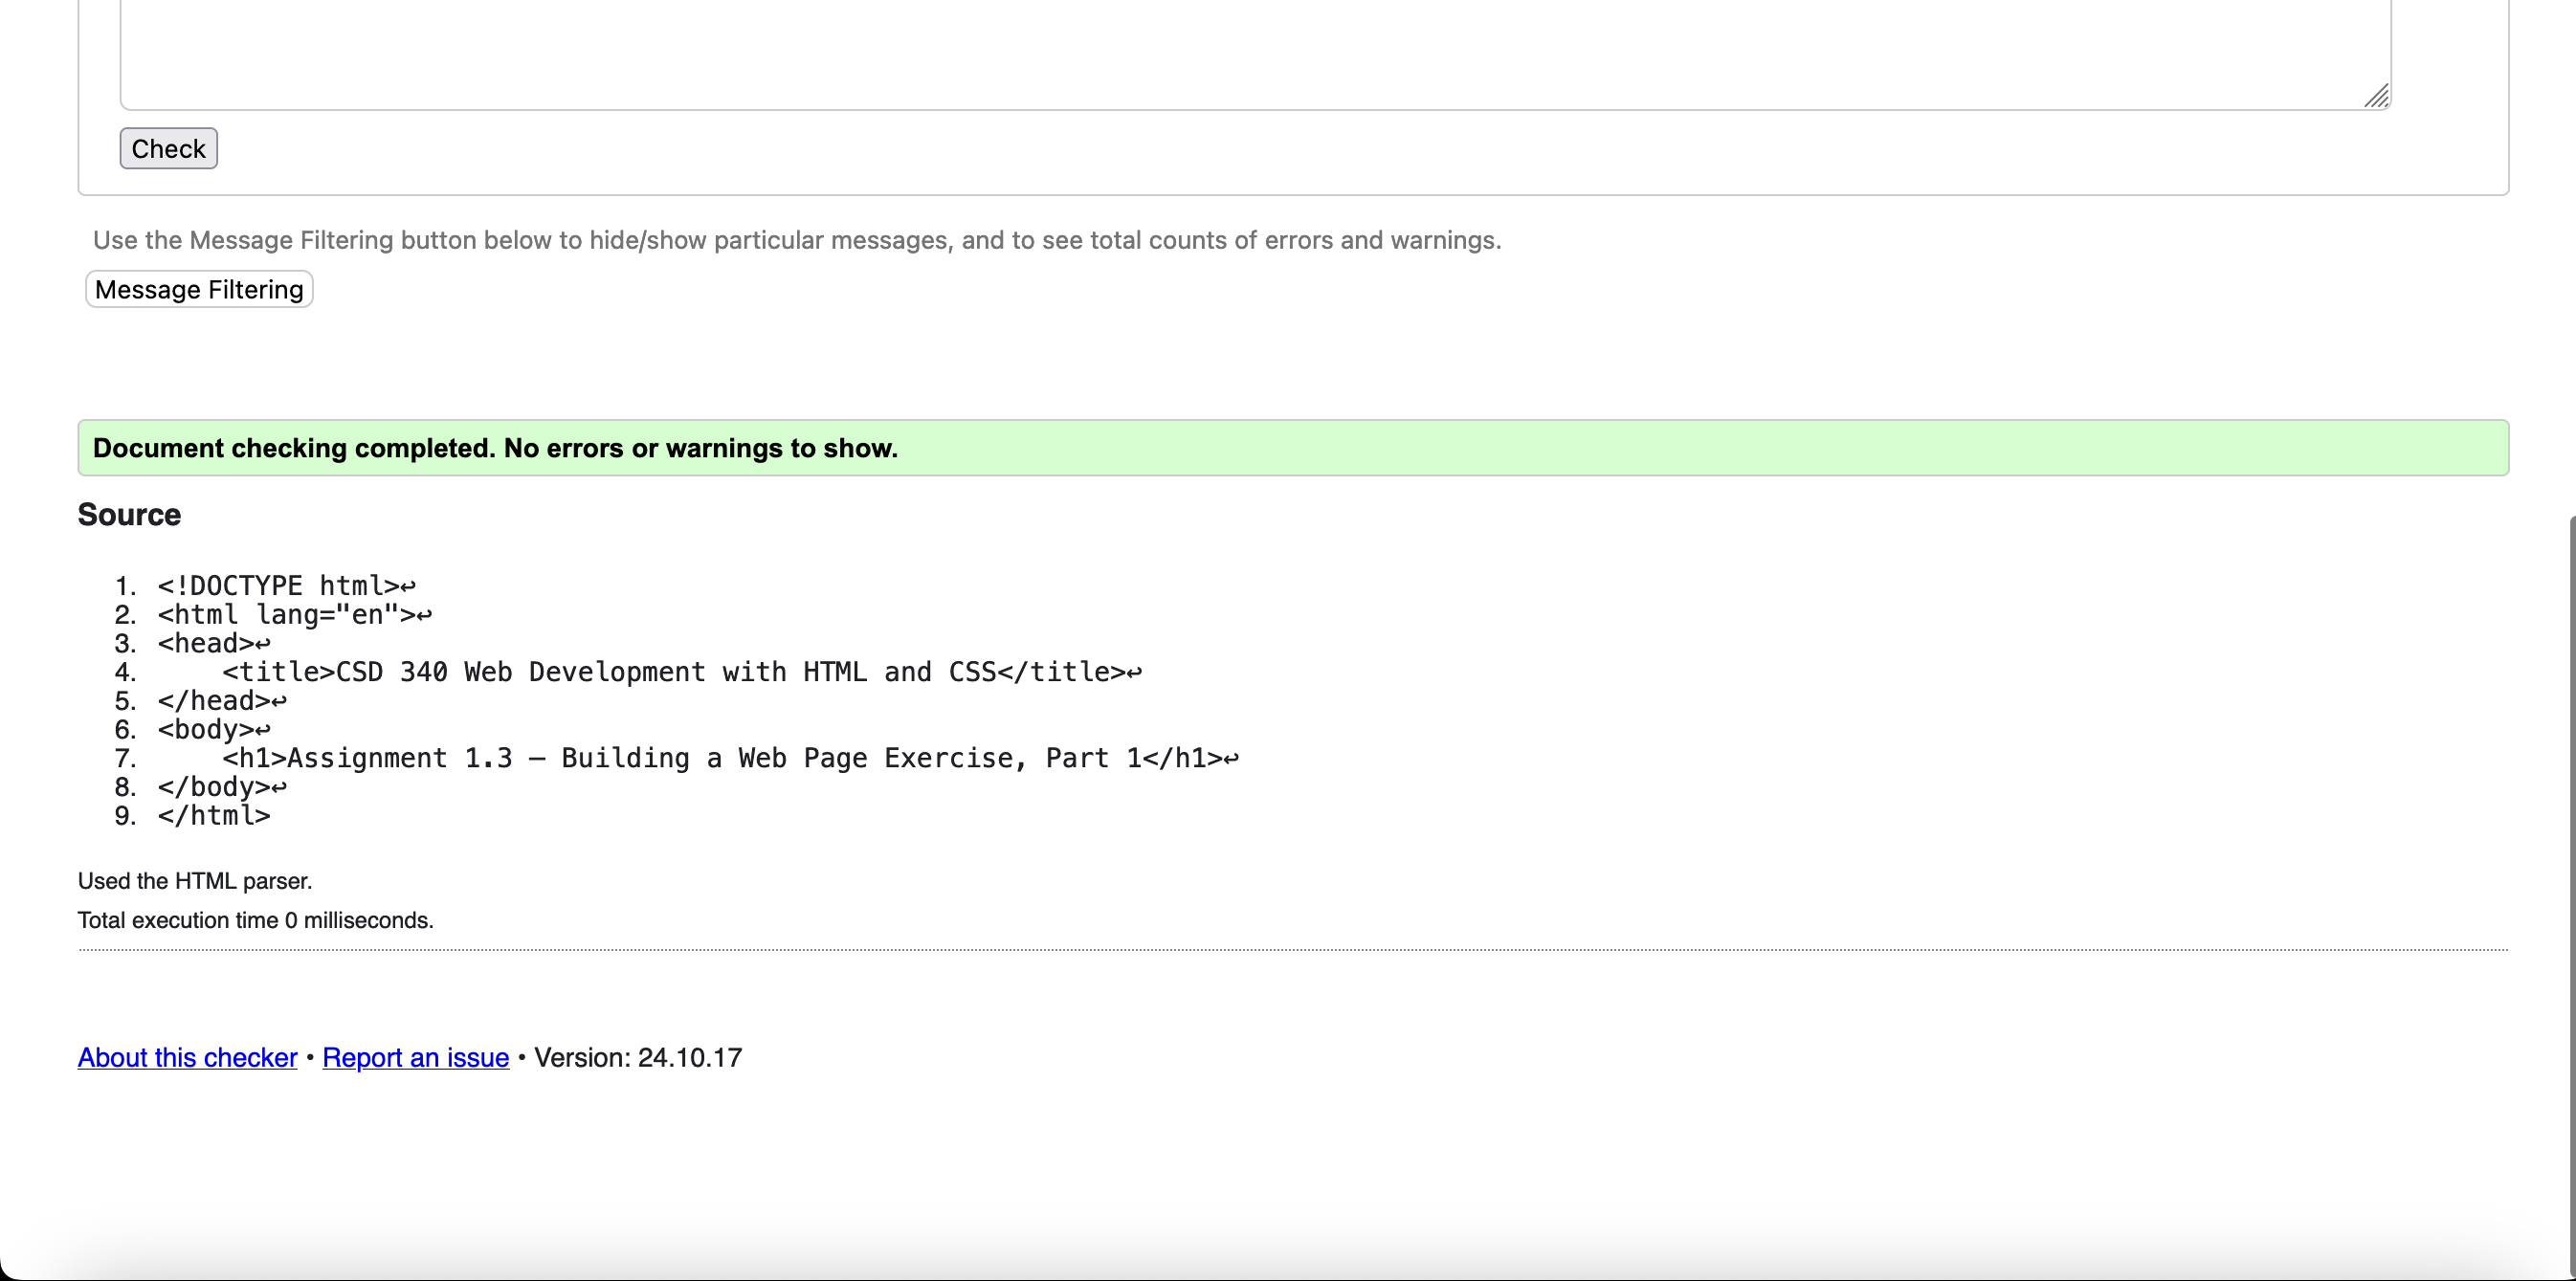 Check
Use the Message Filtering button below to hide/show particular messages, and to see total counts of errors and warnings.
Message Filtering
Document checking completed. No errors or warnings to show.
Source
1. <!DOCTYPE html>↩
2. <html lang="en">↩
3. <head>↩
4.     <title>CSD 340 Web Development with HTML and CSS</title>↩
5. </head>↩
6. <body>↩
7.     <h1>Assignment 1.3 – Building a Web Page Exercise, Part 1</h1>↩
8. </body>↩
9. </html>
Used the HTML parser.
Total execution time 0 milliseconds.
About this checker • Report an issue • Version: 24.10.17